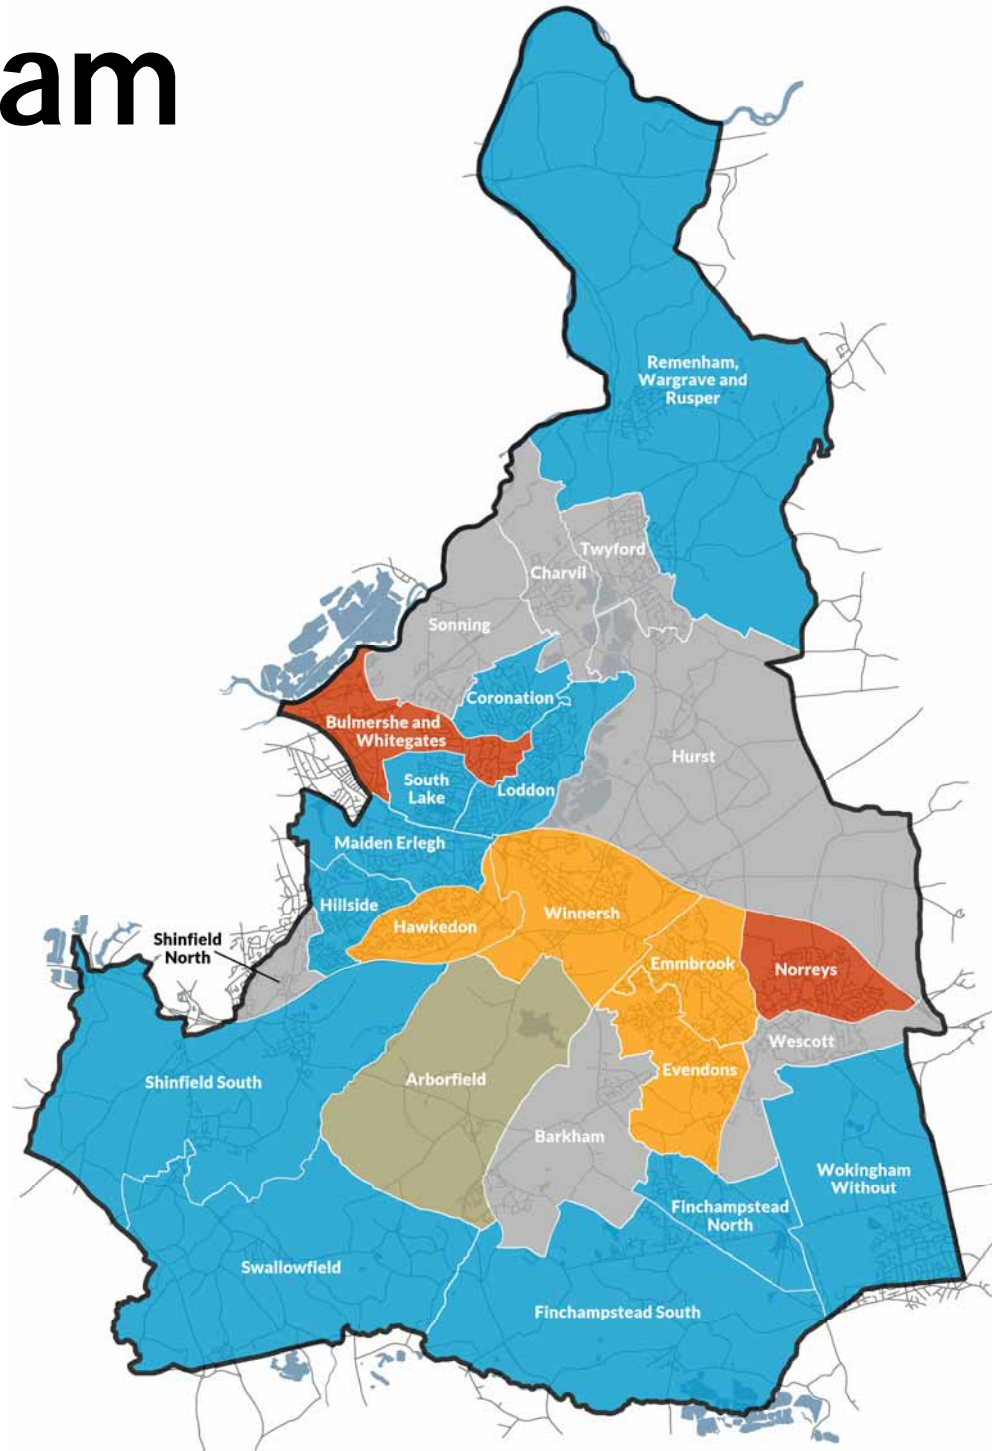 am
Remenham,
Wargrave and
Rusper
Twyford
Charvil
Sonning
Coronation
Bulmershe and
Whitegates
Hurst
South
Lake
Loddon
Maiden Erlegh
Hillside
Winnersh
Hawkedon
Shinfield
North
Emmbrook
Norreys
Wescott
Evendons
Arborfield
Shinfield South
Barkham
Wokingham
Without
Finchampstead
North
Swallowfield
Finchampstead South